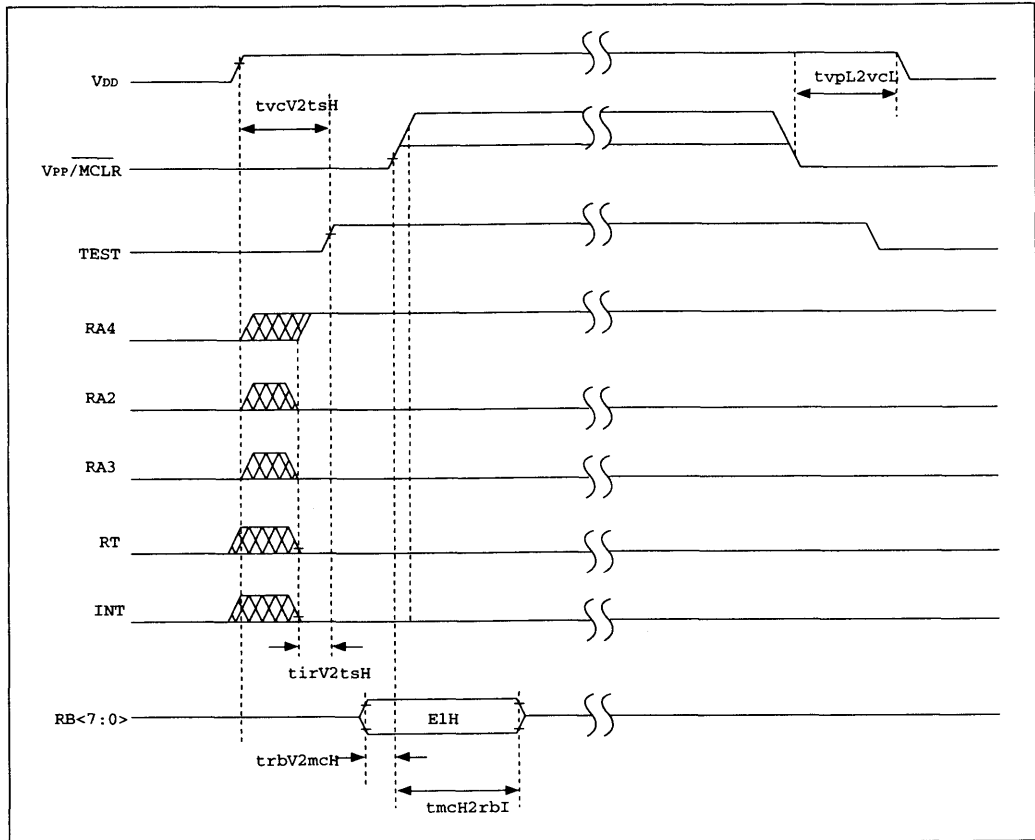 VDD
tvpL2vcL
tvcV2tsH
VPP/MCLR
TEST
RA4
RA2
RA3
RT
INT
tirV2tsH
RB<7:0>
E1H
trbV2mcH
tmcH2rbI